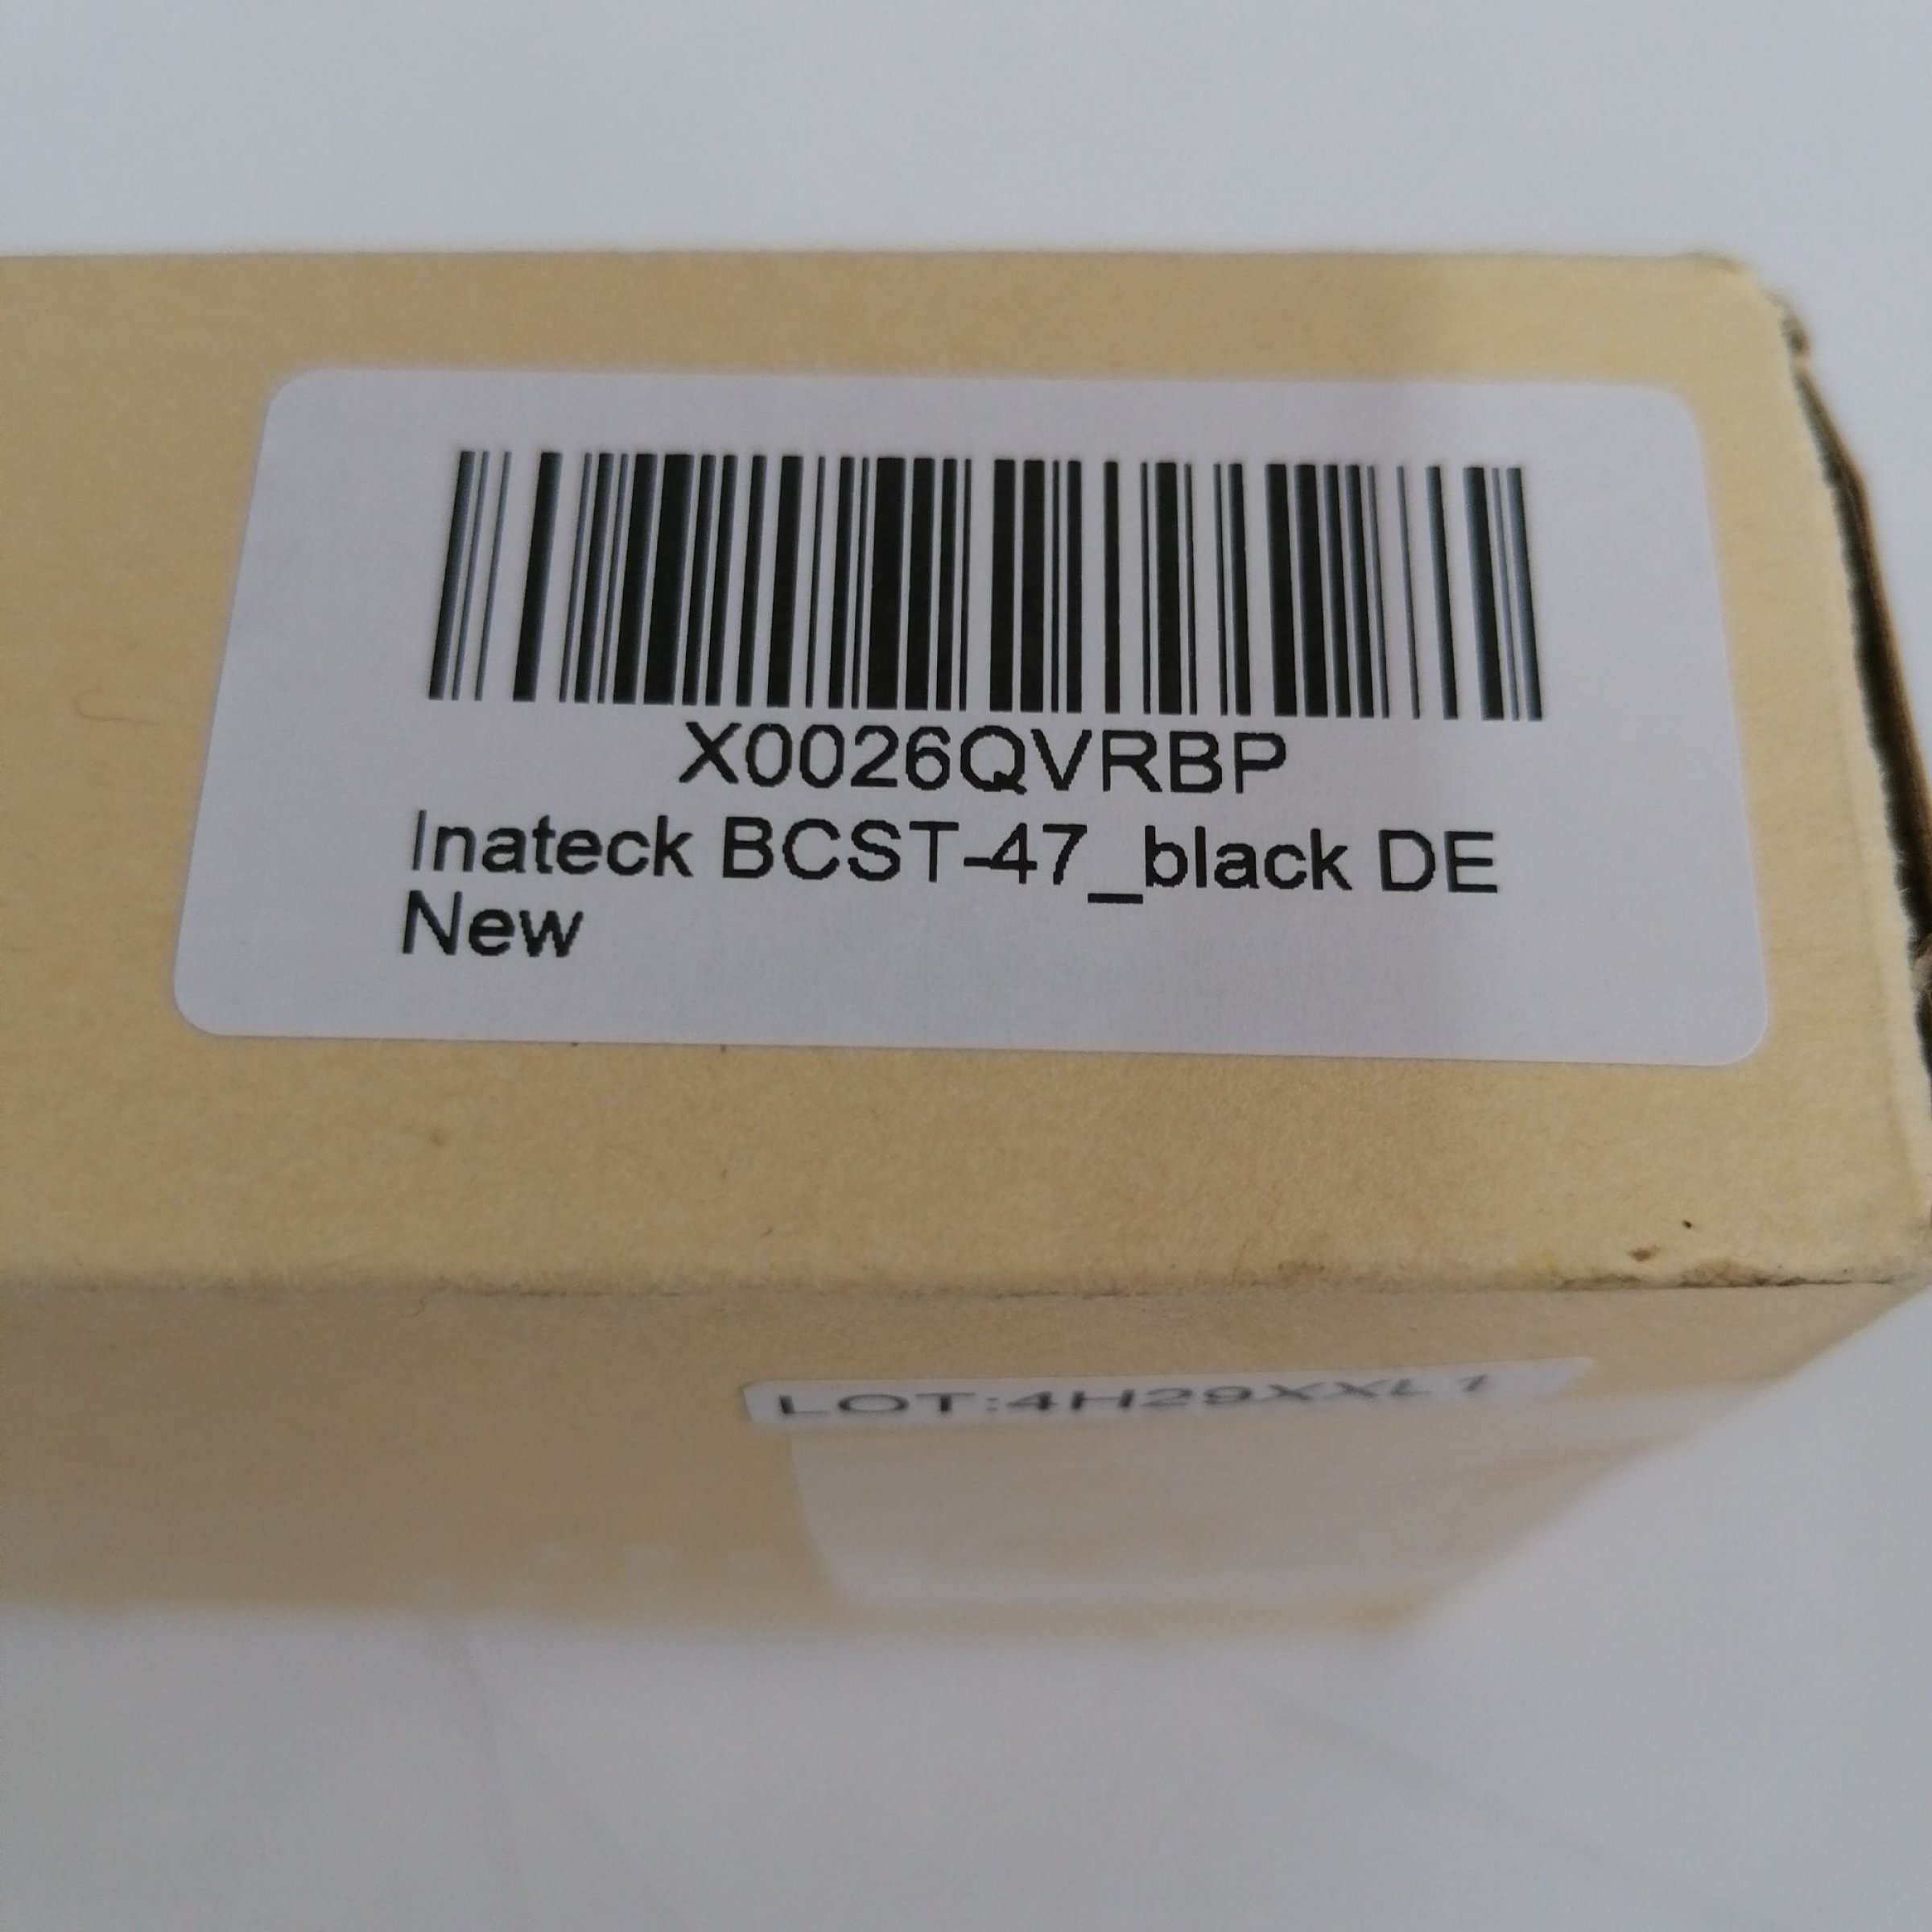 X0026QVRBP
Inateck BCST-47_black DE
New
LOT:4H29XXL1